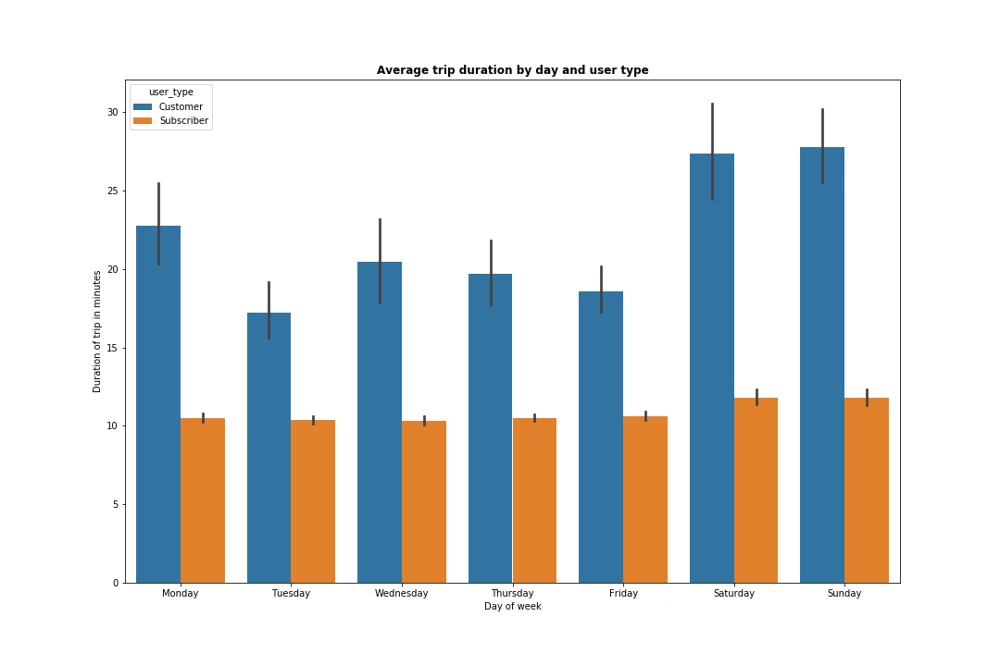 Average trip duration by day and user type
user_type
Customer
Subscriber
Duration of trip in minutes
30
25
20
15
10
5
0
Monday Tuesday Wednesday Thursday Friday Saturday Sunday
Day of week